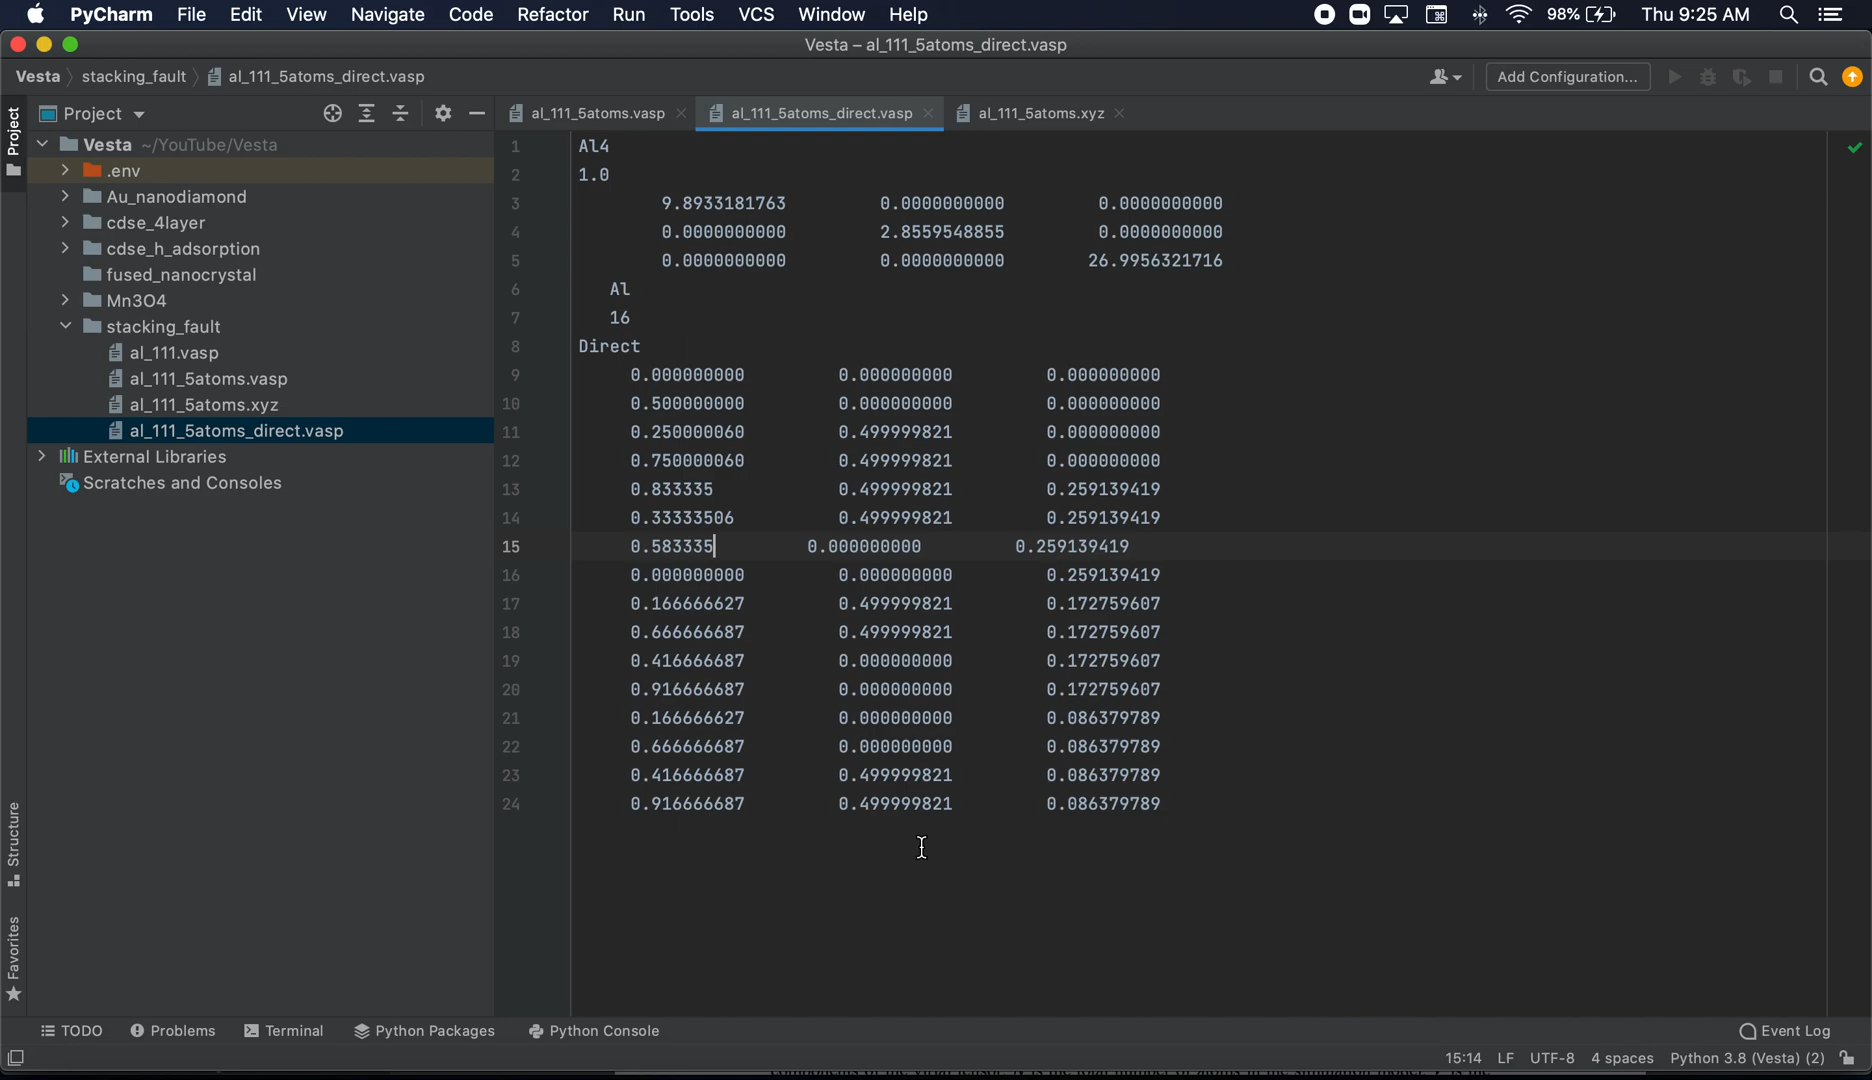 PyCharm File Edit View Navigate Code Refactor Run Tools VCS Window Help 98% Thu 9:25 AM
Vesta – al_111_5atoms_direct.vasp
Vesta stacking_fault al_111_5atoms_direct.vasp Add Configuration...
Project al_111_5atoms.vasp al_111_5atoms_direct.vasp al_111_5atoms.xyz
Project
Vesta ~/YouTube/Vesta
.env
Au_nanodiamond
cdse_4layer
cdse_h_adsorption
fused_nanocrystal
Mn3O4
stacking_fault
al_111.vasp
al_111_5atoms.vasp
al_111_5atoms.xyz
al_111_5atoms_direct.vasp
External Libraries
Scratches and Consoles
Structure
Favorites
1 Al4
2 1.0
3 9.8933181763 0.0000000000 0.0000000000
4 0.0000000000 2.8559548855 0.0000000000
5 0.0000000000 0.0000000000 26.9956321716
6 Al
7 16
8 Direct
9 0.000000000 0.000000000 0.000000000
10 0.500000000 0.000000000 0.000000000
11 0.250000060 0.499999821 0.000000000
12 0.750000060 0.499999821 0.000000000
13 0.833335 0.499999821 0.259139419
14 0.33333506 0.499999821 0.259139419
15 0.583335 0.000000000 0.259139419
16 0.000000000 0.000000000 0.259139419
17 0.166666627 0.499999821 0.172759607
18 0.666666687 0.499999821 0.172759607
19 0.416666687 0.000000000 0.172759607
20 0.916666687 0.000000000 0.172759607
21 0.166666627 0.000000000 0.086379789
22 0.666666687 0.000000000 0.086379789
23 0.416666687 0.499999821 0.086379789
24 0.916666687 0.499999821 0.086379789
TODO Problems Terminal Python Packages Python Console Event Log
15:14 LF UTF-8 4 spaces Python 3.8 (Vesta) (2)